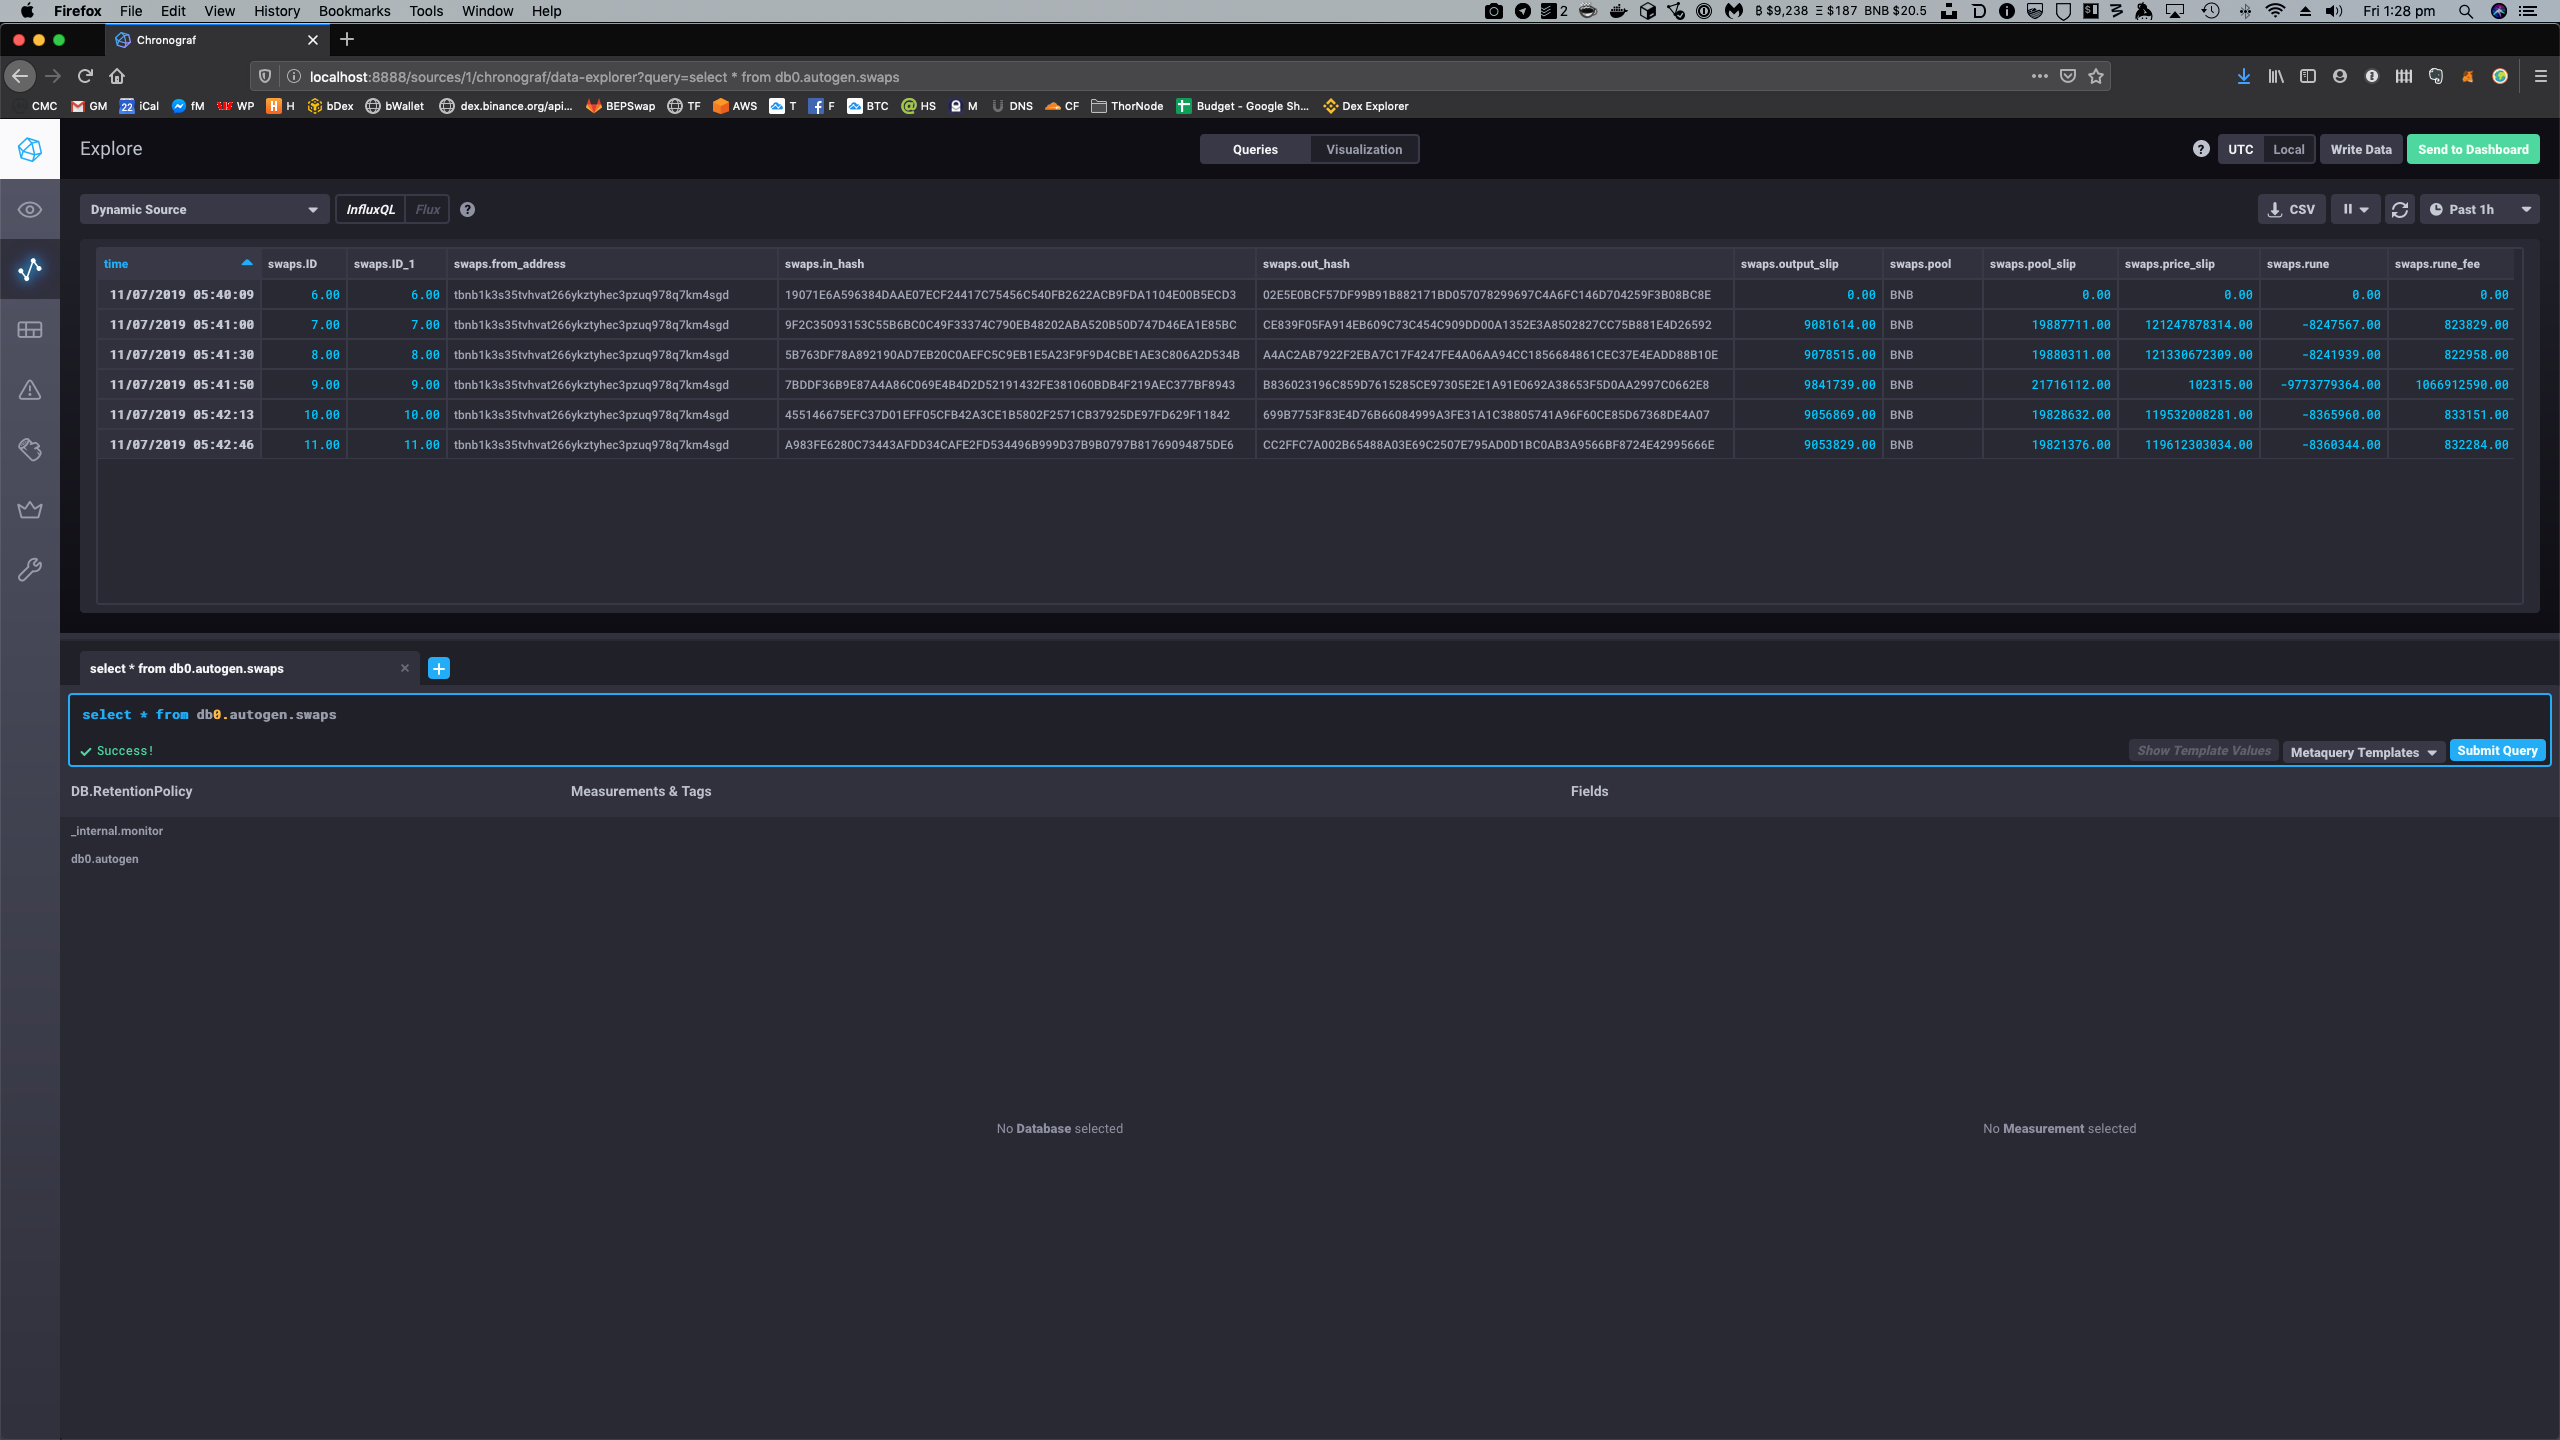 Firefox File Edit View History Bookmarks Tools Window Help 2 ₿ $9,238 Ξ $187 BNB $20.5 Fri 1:28 pm
Chronograf
localhost:8888/sources/1/chronograf/data-explorer?query=select * from db0.autogen.swaps
CMC GM 22 iCal fM WP H H bDex bWallet dex.binance.org/api... BEPSwap TF AWS T F BTC HS M DNS CF ThorNode Budget - Google Sh... Dex Explorer
Explore Queries Visualization ? UTC Local Write Data Send to Dashboard
Dynamic Source InfluxQL Flux ? CSV Past 1h
time swaps.ID swaps.ID_1 swaps.from_address swaps.in_hash swaps.out_hash swaps.output_slip swaps.pool swaps.pool_slip swaps.price_slip swaps.rune swaps.rune_fee
11/07/2019 05:40:09 6.00 6.00 tbnb1k3s35tvhvat266ykztyhec3pzuq978q7km4sgd 19071E6A596384DAAE07ECF24417C75456C540FB2622ACB9FDA1104E00B5ECD3 02E5E0BCF57DF99B91B882171BD057078299697C4A6FC146D704259F3B08BC8E 0.00 BNB 0.00 0.00 0.00 0.00
11/07/2019 05:41:00 7.00 7.00 tbnb1k3s35tvhvat266ykztyhec3pzuq978q7km4sgd 9F2C35093153C55B6BC0C49F33374C790EB48202ABA520B50D747D46EA1E85BC CE839F05FA914EB609C73C454C909DD00A1352E3A8502827CC75B881E4D26592 9081614.00 BNB 19887711.00 121247878314.00 -8247567.00 823829.00
11/07/2019 05:41:30 8.00 8.00 tbnb1k3s35tvhvat266ykztyhec3pzuq978q7km4sgd 5B763DF78A892190AD7EB20C0AEFC5C9EB1E5A23F9F9D4CBE1AE3C806A2D534B A4AC2AB7922F2EBA7C17F4247FE4A06AA94CC1856684861CEC37E4EADD88B10E 9078515.00 BNB 19880311.00 121330672309.00 -8241939.00 822958.00
11/07/2019 05:41:50 9.00 9.00 tbnb1k3s35tvhvat266ykztyhec3pzuq978q7km4sgd 7BDDF36B9E87A4A86C069E4B4D2D52191432FE381060BDB4F219AEC377BF8943 B836023196C859D7615285CE97305E2E1A91E0692A38653F5D0AA2997C0662E8 9841739.00 BNB 21716112.00 102315.00 -9773779364.00 1066912590.00
11/07/2019 05:42:13 10.00 10.00 tbnb1k3s35tvhvat266ykztyhec3pzuq978q7km4sgd 455146675EFC37D01EFF05CFB42A3CE1B5802F2571CB37925DE97FD629F11842 699B7753F83E4D76B66084999A3FE31A1C38805741A96F60CE85D67368DE4A07 9056869.00 BNB 19828632.00 119532008281.00 -8365960.00 833151.00
11/07/2019 05:42:46 11.00 11.00 tbnb1k3s35tvhvat266ykztyhec3pzuq978q7km4sgd A983FE6280C73443AFDD34CAFE2FD534496B999D37B9B0797B81769094875DE6 CC2FFC7A002B65488A03E69C2507E795AD0D1BC0AB3A9566BF8724E42995666E 9053829.00 BNB 19821376.00 119612303034.00 -8360344.00 832284.00
select * from db0.autogen.swaps
select * from db0.autogen.swaps
Success! Show Template Values Metaquery Templates Submit Query
DB.RetentionPolicy Measurements & Tags Fields
_internal.monitor
db0.autogen
No Database selected No Measurement selected